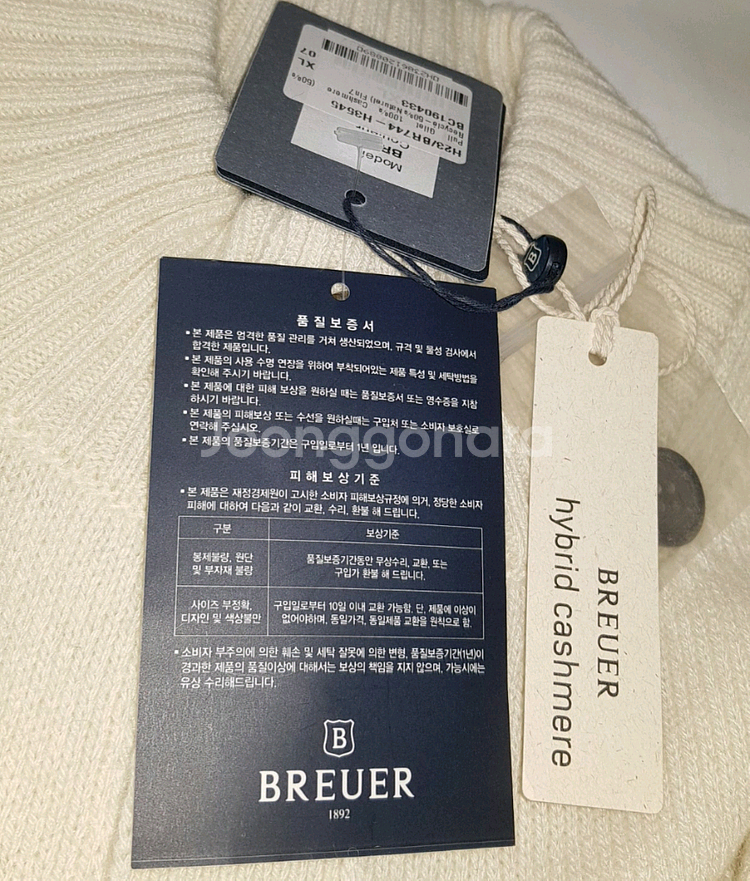 XL
07
DH23061200890
BC190433
Recycle-50%Naturel) Fin7
Pull Gilet 100%% Cashmere (50%%
H23/BR744 – H3545
Model
BR
품질보증서
▪ 본 제품은 엄격한 품질 관리를 거쳐 생산되었으며, 규격 및 물성 검사에서
합격한 제품입니다.
▪ 본 제품의 사용 수명 연장을 위하여 부착되어있는 제품 특성 및 세탁방법을
확인해 주시기 바랍니다.
▪ 본 제품에 대한 피해 보상을 원하실 때는 품질보증서 또는 영수증을 지참
하시기 바랍니다.
▪ 본 제품의 피해보상 또는 수선을 원하실때는 구입처 또는 소비자 보호실로
연락해 주십시오.
▪ 본 제품의 품질보증기간은 구입일로부터 1년 입니다.
joonggonara
피해보상기준
▪ 본 제품은 재정경제원이 고시한 소비자 피해보상규정에 의거, 정당한 소비자
피해에 대하여 다음과 같이 교환, 수리, 환불 해 드립니다.
구분 보상기준
봉제불량, 원단
및 부자재 불량
품질보증기간동안 무상수리, 교환, 또는
구입가 환불 해 드립니다.
사이즈 부정확,
디자인 및 색상불만
구입일로부터 10일 이내 교환 가능함. 단, 제품에 이상이
없어야하며, 동일가격, 동일제품 교환을 원칙으로 함.
▪ 소비자 부주의에 의한 훼손 및 세탁 잘못에 의한 변형, 품질보증기간(1년)이
경과한 제품의 품질이상에 대해서는 보상의 책임을 지지 않으며, 가능시에는
유상 수리해드립니다.
B
BREUER
1892
B
BREUER
hybrid cashmere